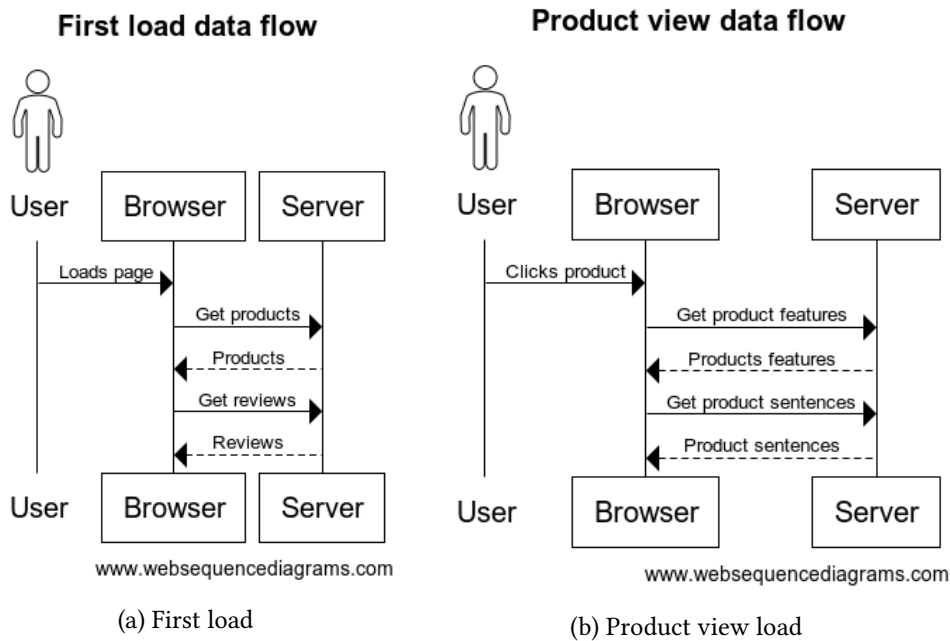 First load data flow
User
Browser
Server
Loads page
Get products
Products
Get reviews
Reviews
User
Browser
Server
www.websequencediagrams.com
(a) First load
Product view data flow
User
Browser
Server
Clicks product
Get product features
Products features
Get product sentences
Product sentences
User
Browser
Server
www.websequencediagrams.com
(b) Product view load